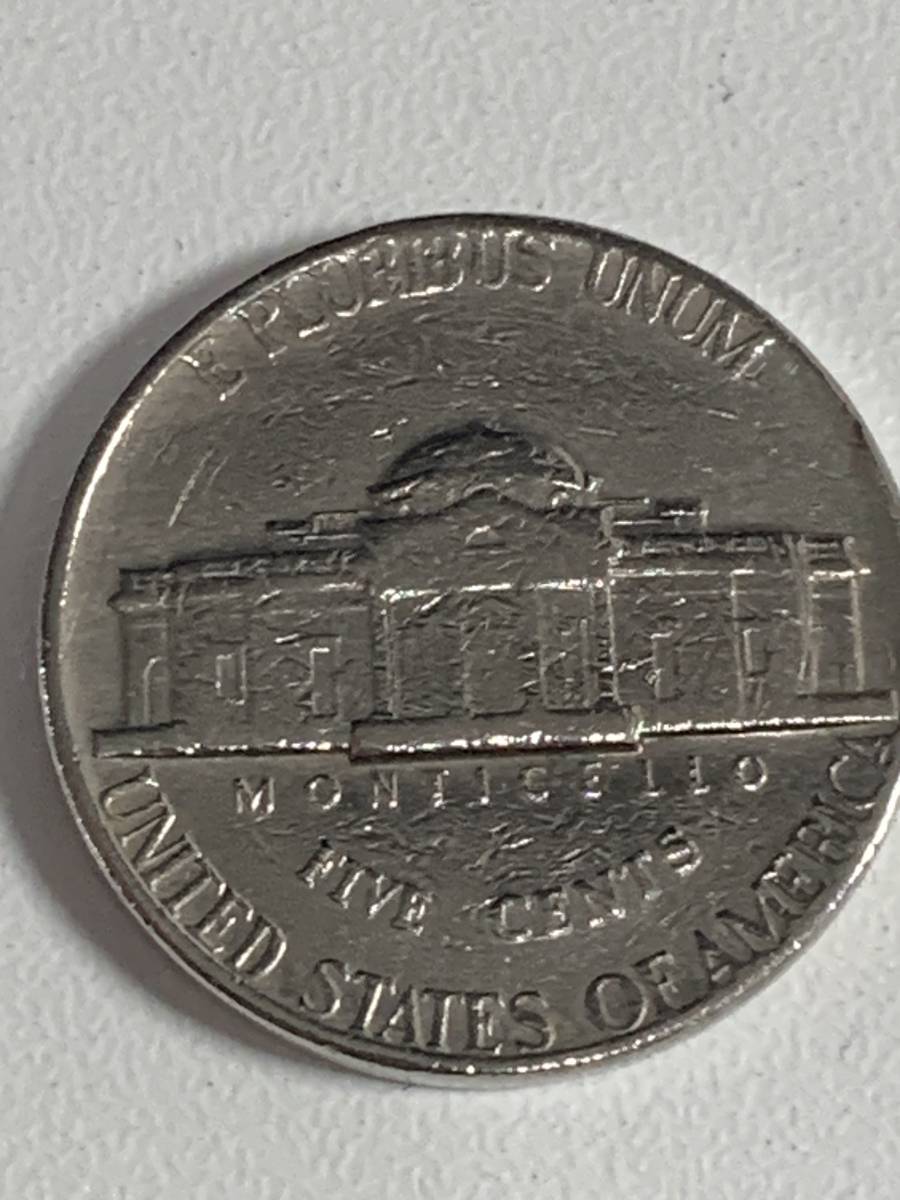 E PLURIBUS UNUM
MONTICELLO
FIVE CENTS
UNITED STATES OF AMERICA